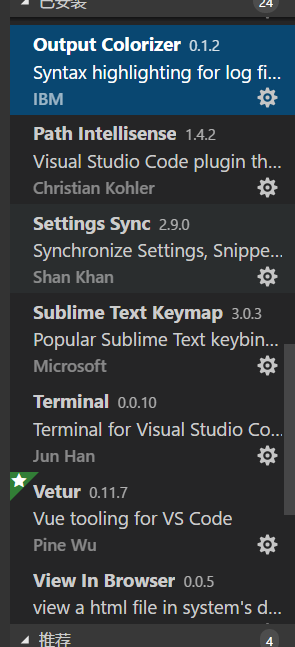 已安装 24
Output Colorizer 0.1.2
Syntax highlighting for log fi...
IBM
Path Intellisense 1.4.2
Visual Studio Code plugin th...
Christian Kohler
Settings Sync 2.9.0
Synchronize Settings, Snippe...
Shan Khan
Sublime Text Keymap 3.0.3
Popular Sublime Text keybin...
Microsoft
Terminal 0.0.10
Terminal for Visual Studio Co...
Jun Han
Vetur 0.11.7
Vue tooling for VS Code
Pine Wu
View In Browser 0.0.5
view a html file in system's d...
推荐 4